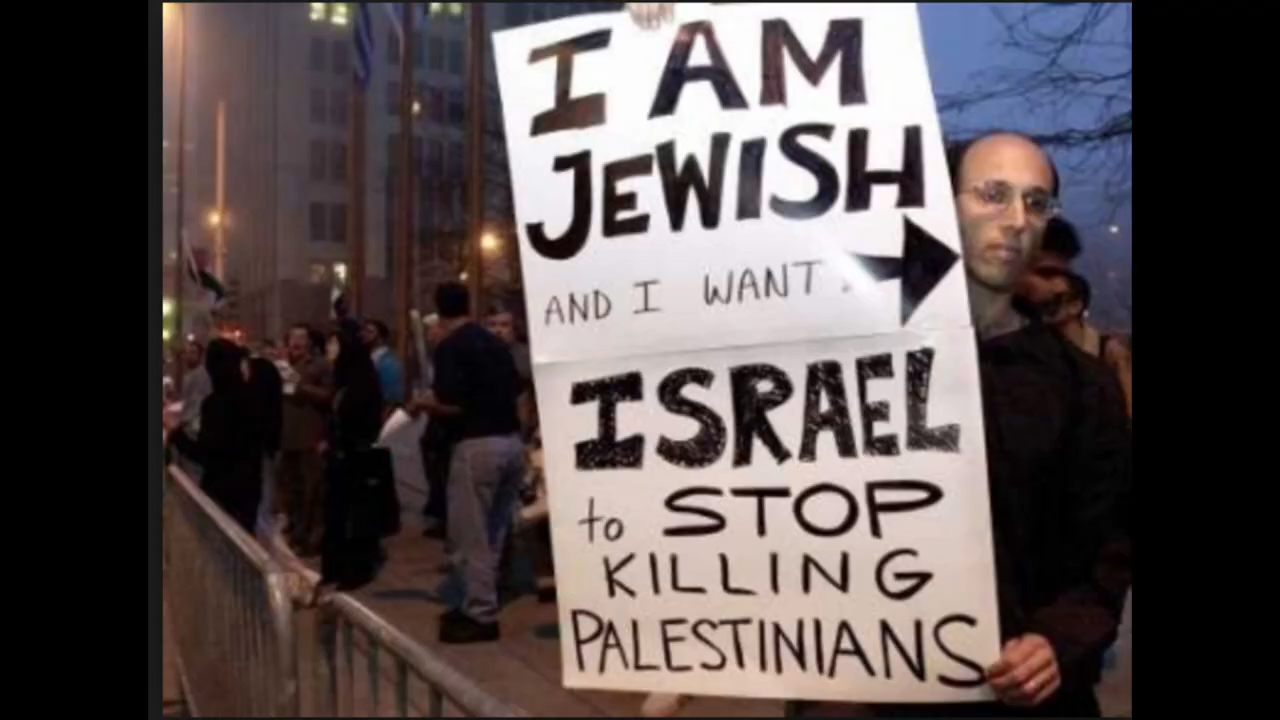 I AM
JEWISH
AND I WANT:
ISRAEL
to STOP
KILLING
PALESTINIANS